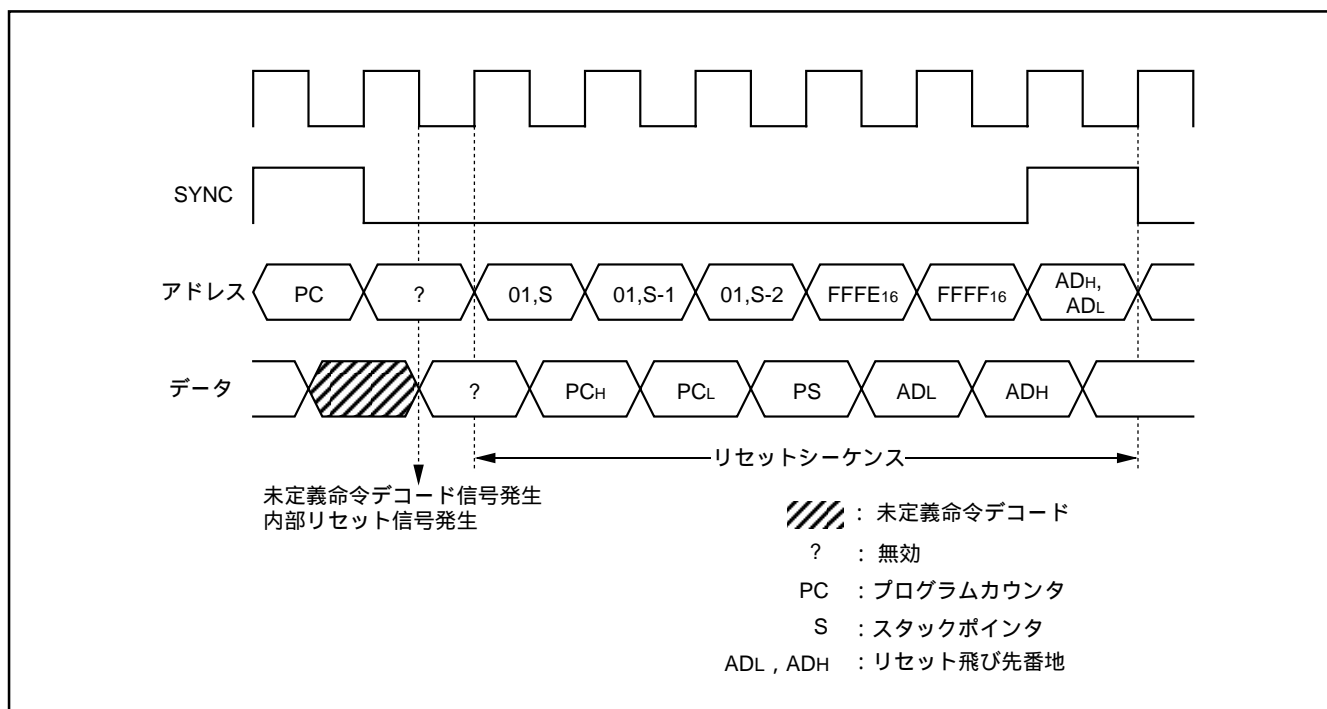 SYNC
アドレス PC ? 01,S 01,S-1 01,S-2 FFFE16 FFFF16 ADH, ADL
データ ? PCH PCL PS ADL ADH
リセットシーケンス
未定義命令デコード信号発生
内部リセット信号発生
: 未定義命令デコード
? : 無効
PC : プログラムカウンタ
S : スタックポインタ
ADL , ADH : リセット飛び先番地